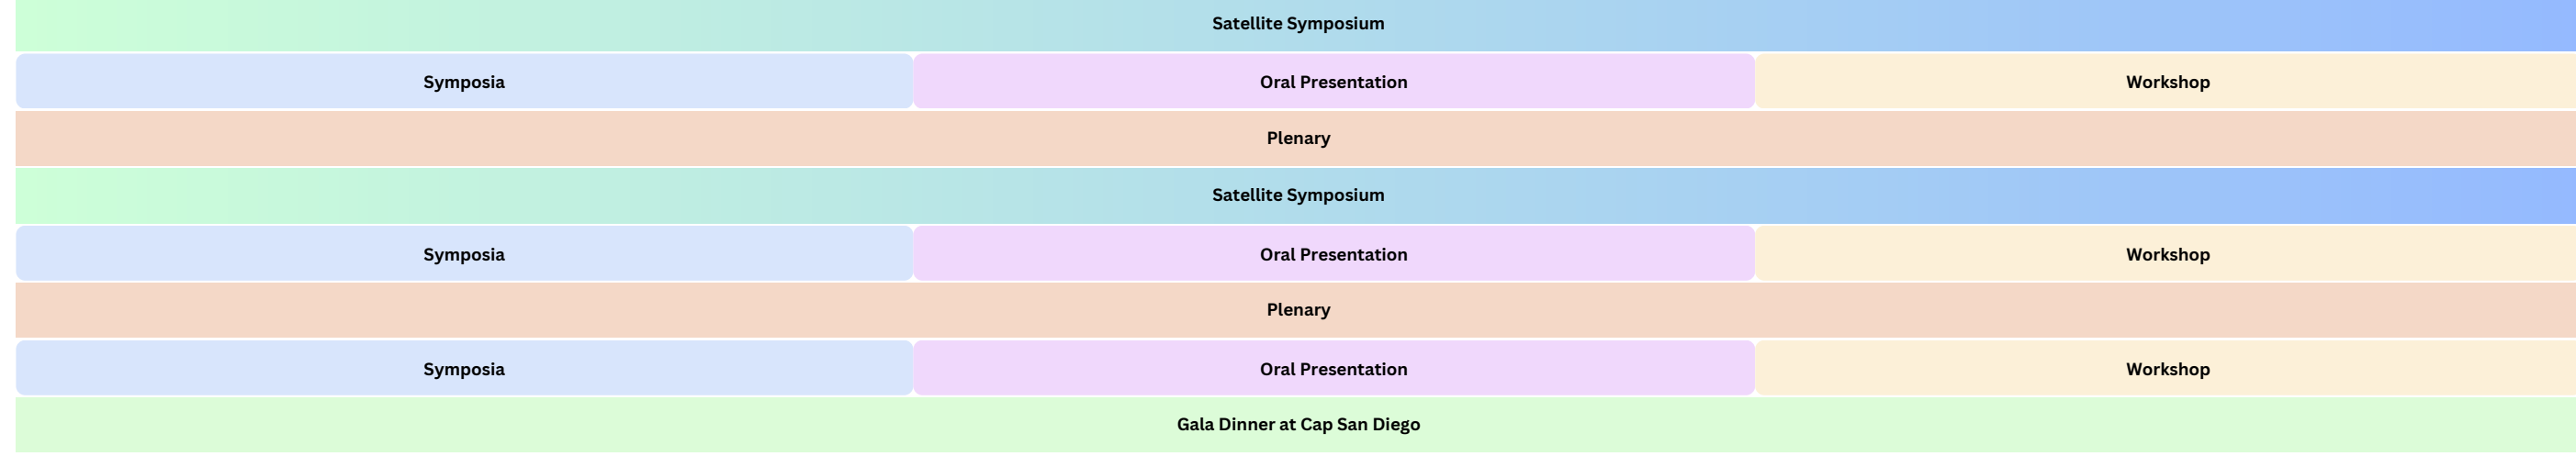 Satellite Symposium
Symposia Oral Presentation Workshop
Plenary
Satellite Symposium
Symposia Oral Presentation Workshop
Plenary
Symposia Oral Presentation Workshop
Gala Dinner at Cap San Diego